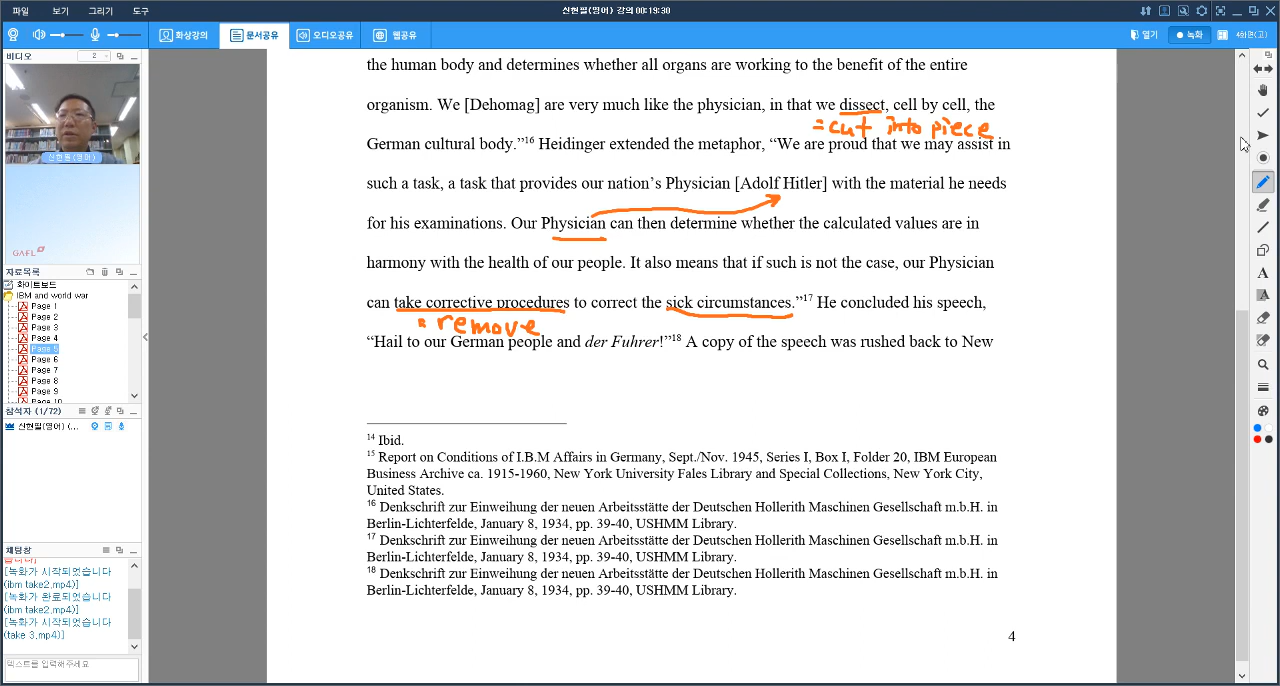 파일 보기 그리기 도구 신현필(영어) 강의 00:19:30
화상강의 문서공유 오디오공유 웹공유 열기 녹화 4화면(고)
비디오 2
신현필(영어)
GAFL
자료목록
화이트보드
IBM and world war
Page 1
Page 2
Page 3
Page 4
Page 5
Page 6
Page 7
Page 8
Page 9
Page 10
참석자 (1/72)
신현필(영어) (...
채팅창
[녹화가 시작되었습니다
(ibm take2,mp4)]
[녹화가 완료되었습니다
(ibm take2,mp4)]
[녹화가 시작되었습니다
(take 3,mp4)]
텍스트를 입력해주세요
the human body and determines whether all organs are working to the benefit of the entire
organism. We [Dehomag] are very much like the physician, in that we dissect, cell by cell, the
=cut into piece
German cultural body.”16 Heidinger extended the metaphor, “We are proud that we may assist in
such a task, a task that provides our nation’s Physician [Adolf Hitler] with the material he needs
for his examinations. Our Physician can then determine whether the calculated values are in
harmony with the health of our people. It also means that if such is not the case, our Physician
can take corrective procedures to correct the sick circumstances.”17 He concluded his speech,
remove
“Hail to our German people and der Fuhrer!”18 A copy of the speech was rushed back to New
14 Ibid.
15 Report on Conditions of I.B.M Affairs in Germany, Sept./Nov. 1945, Series I, Box I, Folder 20, IBM European
Business Archive ca. 1915-1960, New York University Fales Library and Special Collections, New York City,
United States.
16 Denkschrift zur Einweihung der neuen Arbeitsstätte der Deutschen Hollerith Maschinen Gesellschaft m.b.H. in
Berlin-Lichterfelde, January 8, 1934, pp. 39-40, USHMM Library.
17 Denkschrift zur Einweihung der neuen Arbeitsstätte der Deutschen Hollerith Maschinen Gesellschaft m.b.H. in
Berlin-Lichterfelde, January 8, 1934, pp. 39-40, USHMM Library.
18 Denkschrift zur Einweihung der neuen Arbeitsstätte der Deutschen Hollerith Maschinen Gesellschaft m.b.H. in
Berlin-Lichterfelde, January 8, 1934, pp. 39-40, USHMM Library.
4